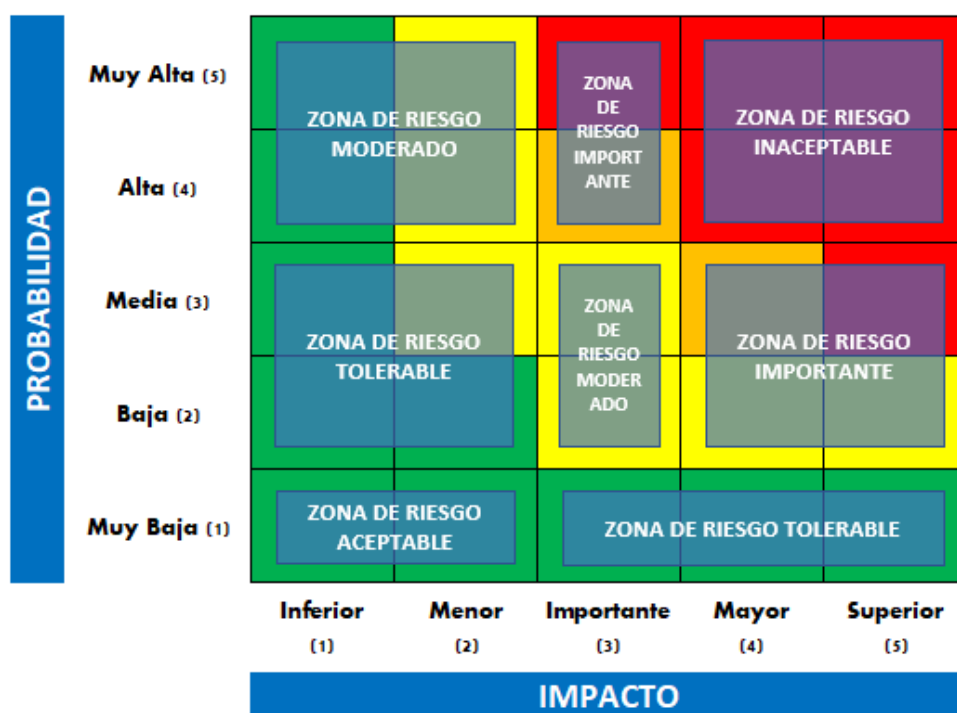 PROBABILIDAD
Muy Alta (5)
Alta (4)
Media (3)
Baja (2)
Muy Baja (1)
ZONA DE RIESGO
MODERADO
ZONA
DE
RIESGO
IMPORT
ANTE
ZONA DE RIESGO
INACEPTABLE
ZONA DE RIESGO
TOLERABLE
ZONA
DE
RIESGO
MODER
ADO
ZONA DE RIESGO
IMPORTANTE
ZONA DE RIESGO
ACEPTABLE
ZONA DE RIESGO TOLERABLE
Inferior
(1)
Menor
(2)
Importante
(3)
Mayor
(4)
Superior
(5)
IMPACTO